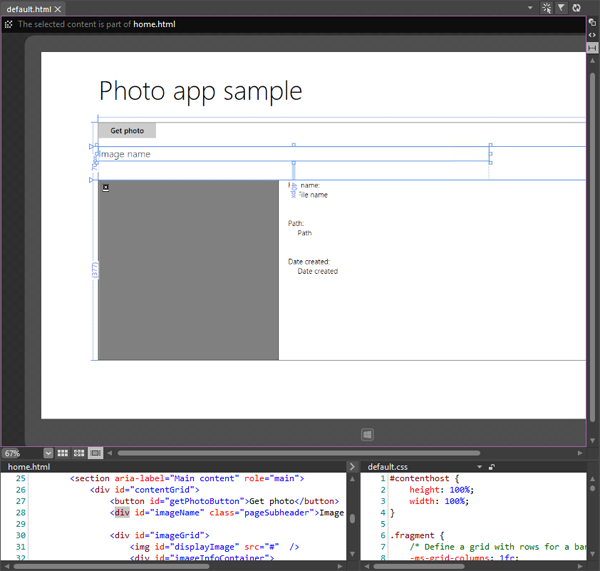 default.html
The selected content is part of home.html
Photo app sample
Get photo
Image name
name:
ile name
Path:
Path
Date created:
Date created
(377)
67%
home.html
25 <section aria-label="Main content" role="main">
26 <div id="contentGrid">
27 <button id="getPhotoButton">Get photo</button>
28 <div id="imageName" class="pageSubheader">Image
29
30 <div id="imageGrid">
31 <img id="displayImage" src="#" />
32 <div id="imageInfoContainer">
default.css
1 #contenthost {
2 height: 100%;
3 width: 100%;
4 }
5
6 .fragment {
7 /* Define a grid with rows for a ba
8 -ms-grid-columns: 1fr;